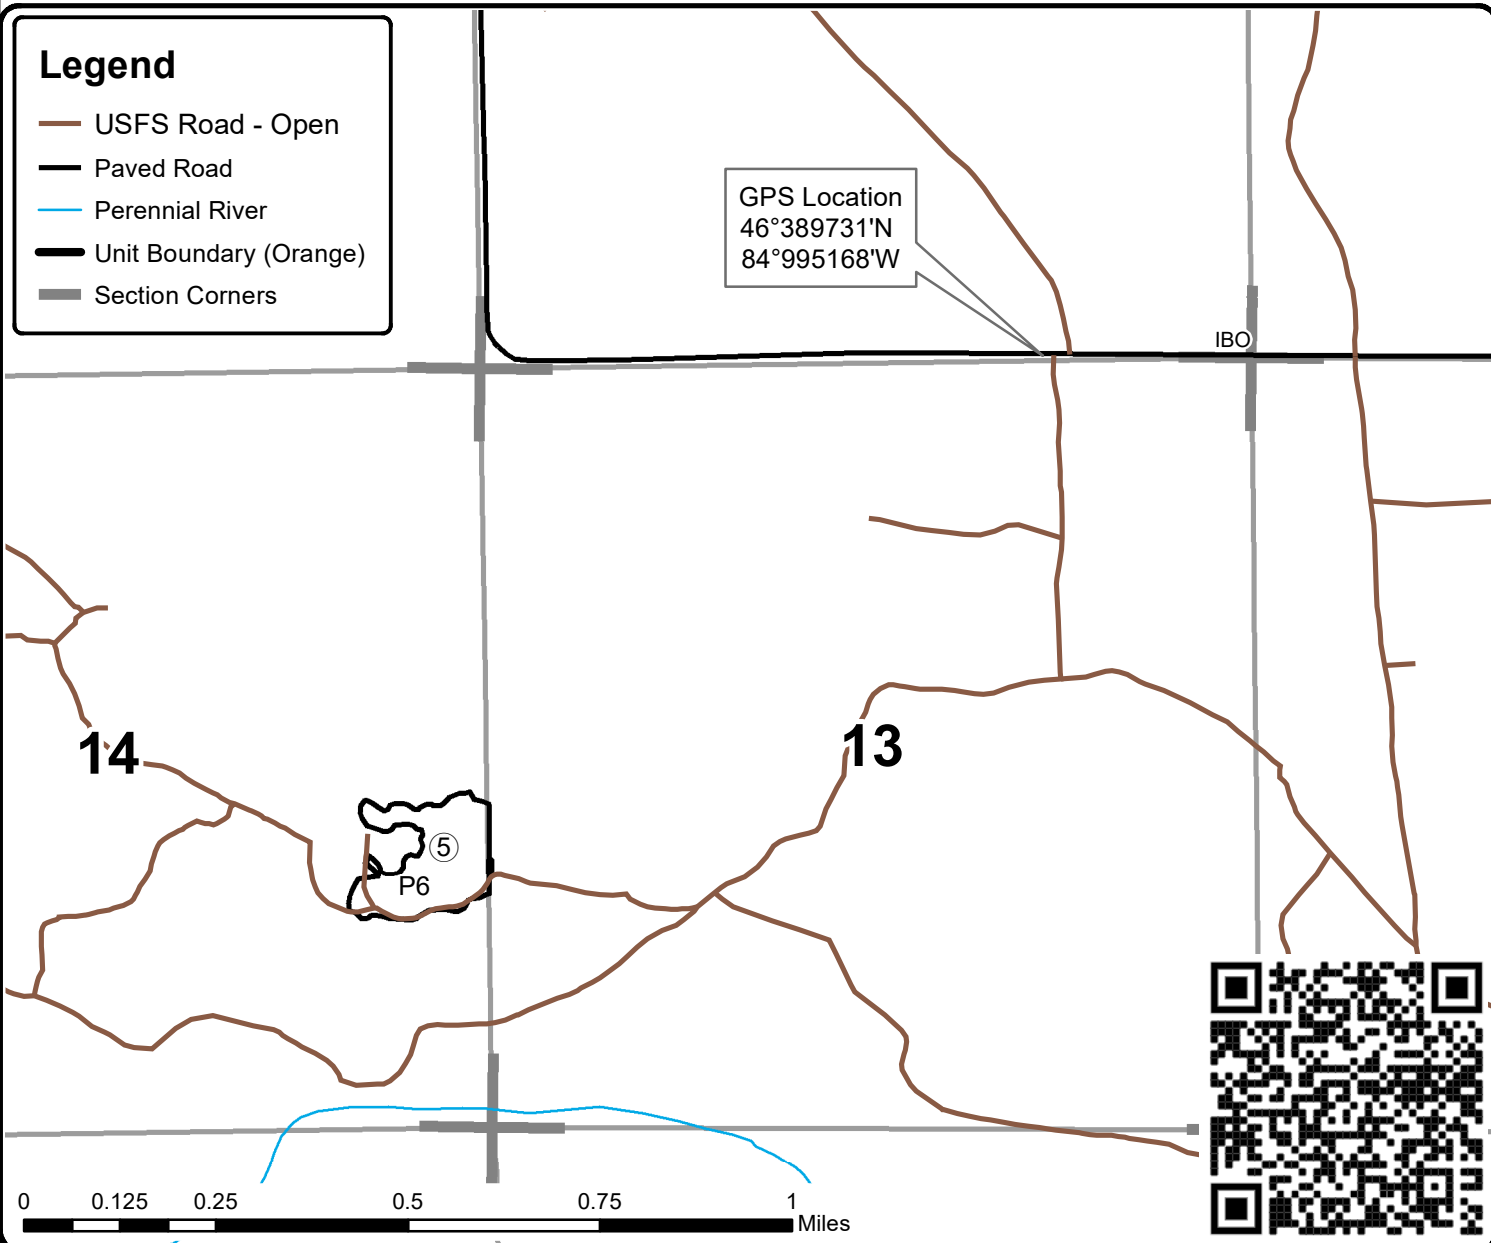 Legend
USFS Road - Open
Paved Road
Perennial River
Unit Boundary (Orange)
Section Corners
GPS Location
46°389731'N
84°995168'W
IBO
14
13
5
P6
0 0.125 0.25 0.5 0.75 1
Miles